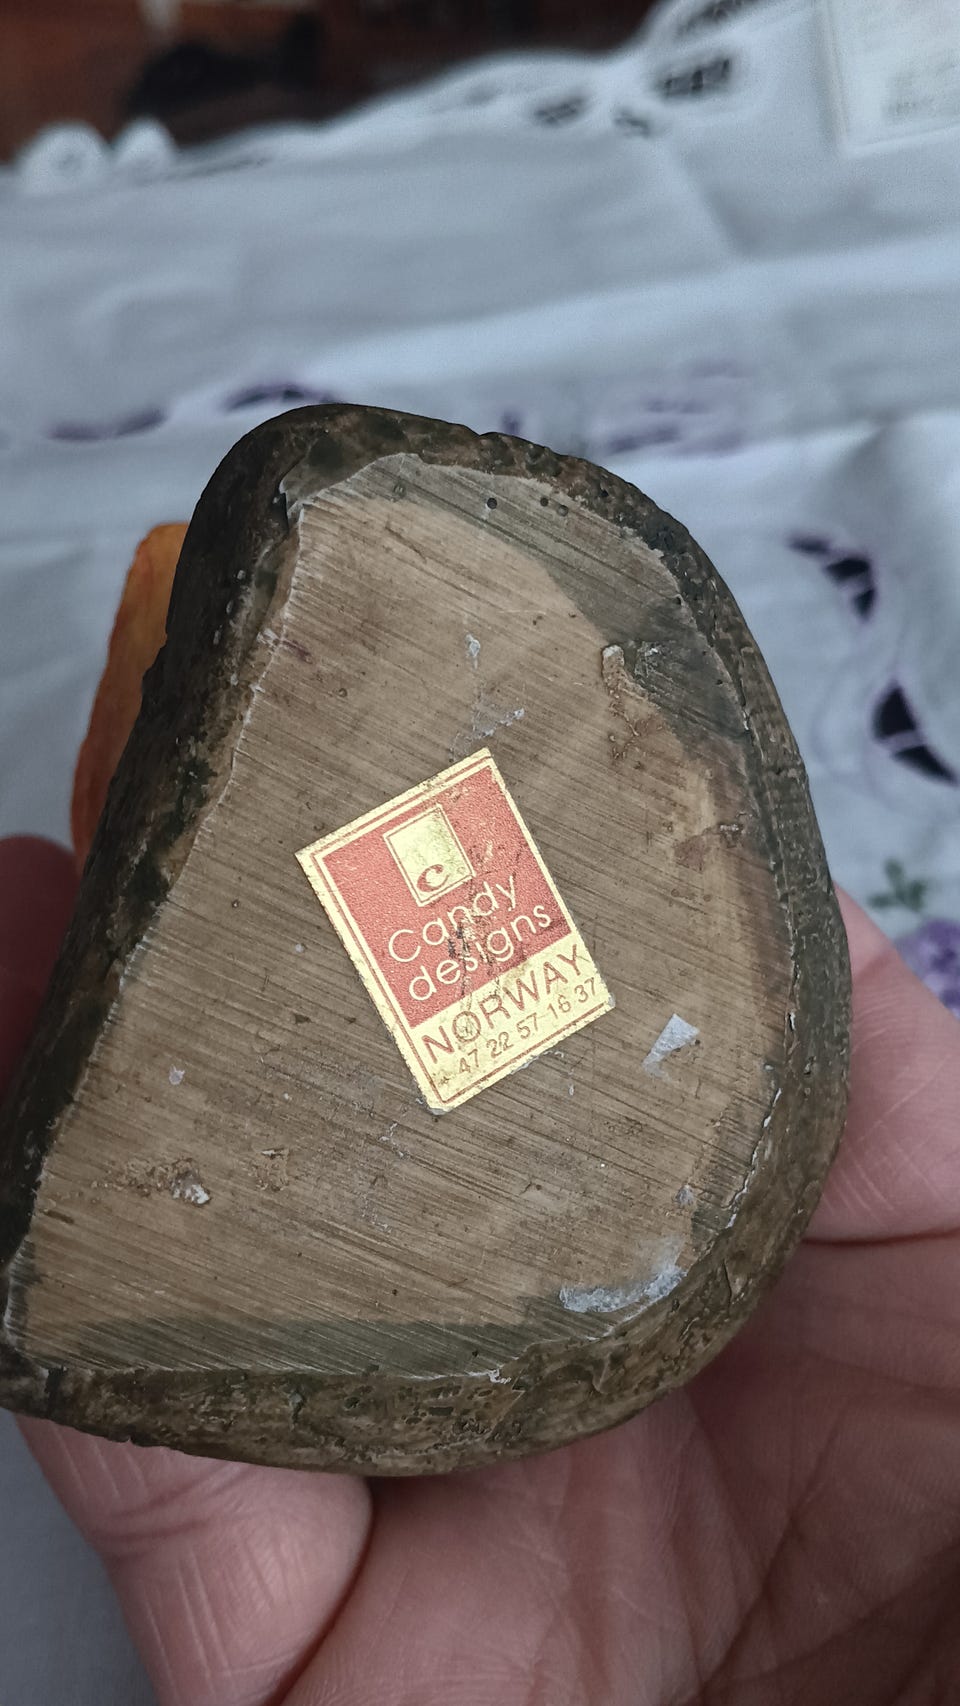 c
Candy
designs
NORWAY
+ 47 22 57 16 37